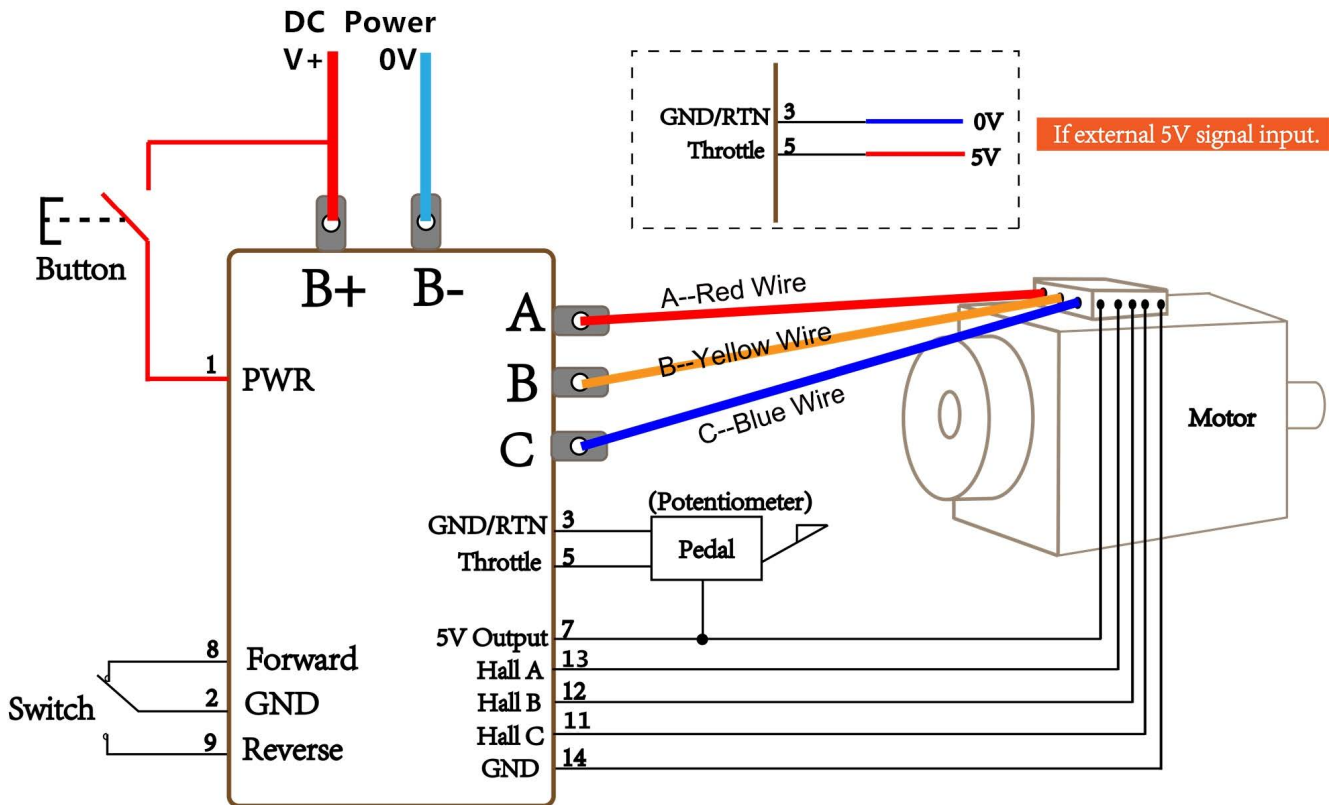 DC Power
V+ 0V
GND/RTN 3 0V
Throttle 5 5V
If external 5V signal input.
Button
B+ B-
A
A--Red Wire
B
B--Yellow Wire
C
C--Blue Wire
Motor
1 PWR
(Potentiometer)
GND/RTN 3
Throttle 5
Pedal
5V Output 7
Hall A 13
Hall B 12
Hall C 11
GND 14
8 Forward
Switch
2 GND
9 Reverse